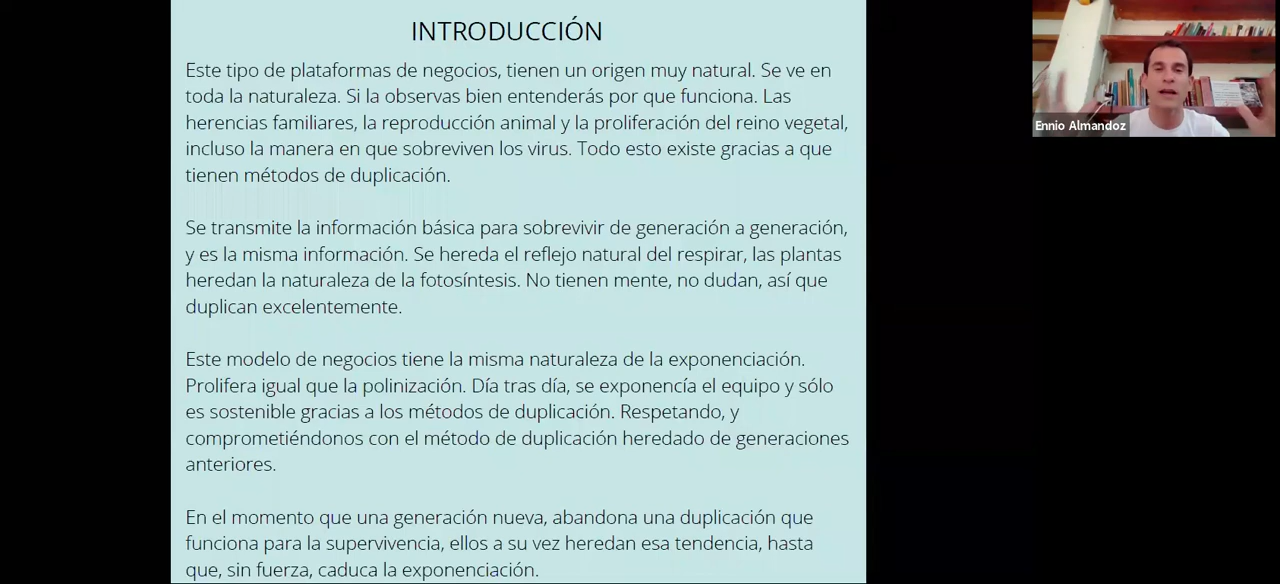 INTRODUCCIÓN
Este tipo de plataformas de negocios, tienen un origen muy natural. Se ve en
toda la naturaleza. Si la observas bien entenderás por que funciona. Las
herencias familiares, la reproducción animal y la proliferación del reino vegetal,
incluso la manera en que sobreviven los virus. Todo esto existe gracias a que
tienen métodos de duplicación.
Se transmite la información básica para sobrevivir de generación a generación,
y es la misma información. Se hereda el reflejo natural del respirar, las plantas
heredan la naturaleza de la fotosíntesis. No tienen mente, no dudan, así que
duplican excelentemente.
Este modelo de negocios tiene la misma naturaleza de la exponenciación.
Prolifera igual que la polinización. Día tras día, se exponencía el equipo y sólo
es sostenible gracias a los métodos de duplicación. Respetando, y
comprometiéndonos con el método de duplicación heredado de generaciones
anteriores.
En el momento que una generación nueva, abandona una duplicación que
funciona para la supervivencia, ellos a su vez heredan esa tendencia, hasta
que, sin fuerza, caduca la exponenciación.
Ennio Almandoz